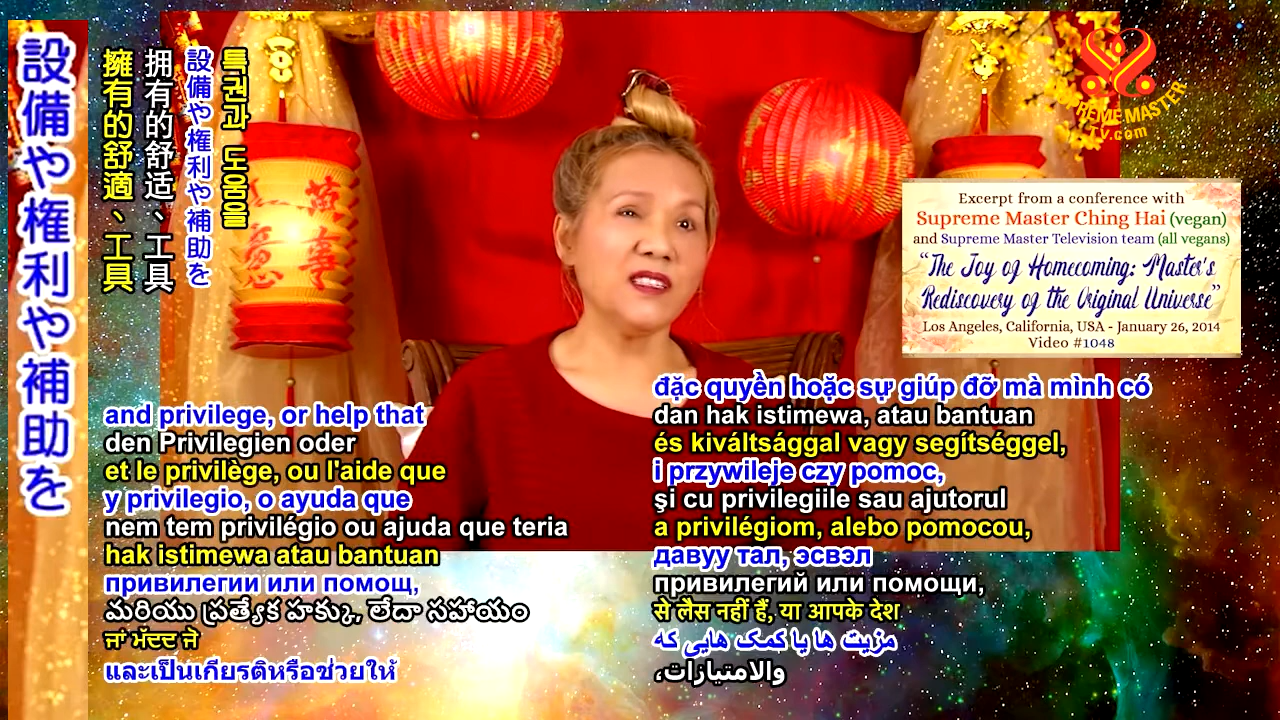 設備や権利や補助を
擁有的舒適、工具
拥有的舒适、工具
設備や権利や補助を
특권과 도움을
SUPREME MASTER
TV.com
Excerpt from a conference with
Supreme Master Ching Hai (vegan)
and Supreme Master Television team (all vegans)
“The Joy of Homecoming: Master's
Rediscovery of the Original Universe”
Los Angeles, California, USA - January 26, 2014
Video #1048
and privilege, or help that
den Privilegien oder
et le privilège, ou l'aide que
y privilegio, o ayuda que
nem tem privilégio ou ajuda que teria
hak istimewa atau bantuan
привилегии или помощ,
మరియు ప్రత్యేక హక్కు, లేదా సహాయం
ਜਾਂ ਮੱਦਦ ਜੋ
และเป็นเกียรติหรือช่วยให้
đặc quyền hoặc sự giúp đỡ mà mình có
dan hak istimewa, atau bantuan
és kiváltsággal vagy segítséggel,
i przywileje czy pomoc,
şi cu privilegiile sau ajutorul
a privilégiom, alebo pomocou,
давуу тал, эсвэл
привилегий или помощи,
से लैस नहीं हैं, या आपके देश
مزیت ها یا کمک هایی که
والامتيازات،